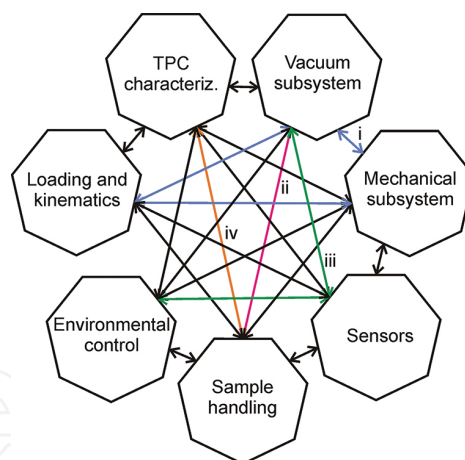 TPC
characteriz.
Vacuum
subsystem
i
Loading and
kinematics
ii
Mechanical
subsystem
iv
iii
Environmental
control
Sensors
Sample
handling